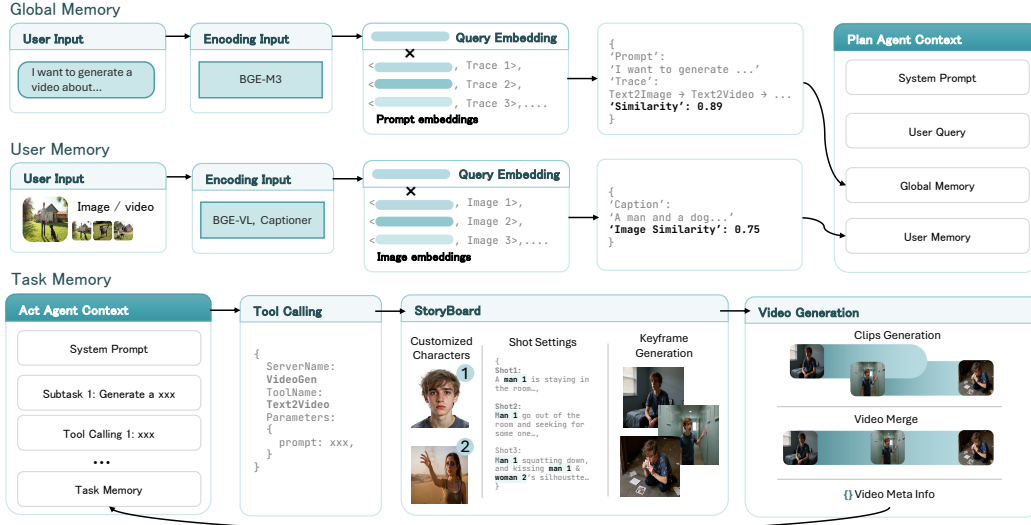 Global Memory
User Input
I want to generate a
video about...
Encoding Input
BGE-M3
Query Embedding
×
< , Trace 1>,
< , Trace 2>,
< , Trace 3>,....
Prompt embeddings
{
‘Prompt’:
‘I want to generate ...’
‘Trace’:
Text2Image → Text2Video → ...
‘Similarity’: 0.89
}
Plan Agent Context
System Prompt
User Query
Global Memory
User Memory
User Memory
User Input
Image / video
Encoding Input
BGE-VL, Captioner
Query Embedding
×
< , Image 1>,
< , Image 2>,
< , Image 3>,....
Image embeddings
{
‘Caption’:
‘A man and a dog...’
‘Image Similarity’: 0.75
}
Task Memory
Act Agent Context
System Prompt
Subtask 1: Generate a xxx
Tool Calling 1: xxx
...
Task Memory
Tool Calling
{
ServerName:
VideoGen
ToolName:
Text2Video
Parameters:
{
prompt: xxx,
}
}
StoryBoard
Customized
Characters
1
2
Shot Settings
{
Shot1:
A man 1 is staying in
the room…,
Shot2:
Man 1 go out of the
room and seeking for
some one…,
Shot3:
Man 1 squatting down,
and kissing man 1 &
woman 2's silhoustte…
}
Keyframe
Generation
Video Generation
Clips Generation
Video Merge
{} Video Meta Info